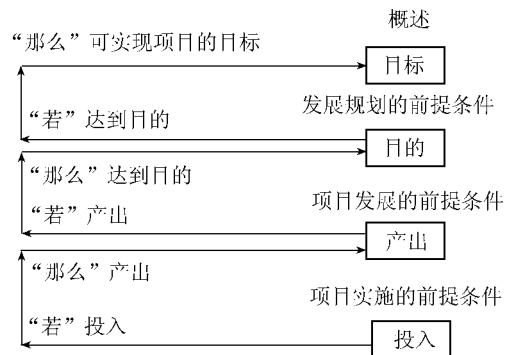 概述
“那么”可实现项目的目标
目标
发展规划的前提条件
“若”达到目的
目的
“那么”达到目的
项目发展的前提条件
“若”产出
产出
“那么”产出
项目实施的前提条件
“若”投入
投入